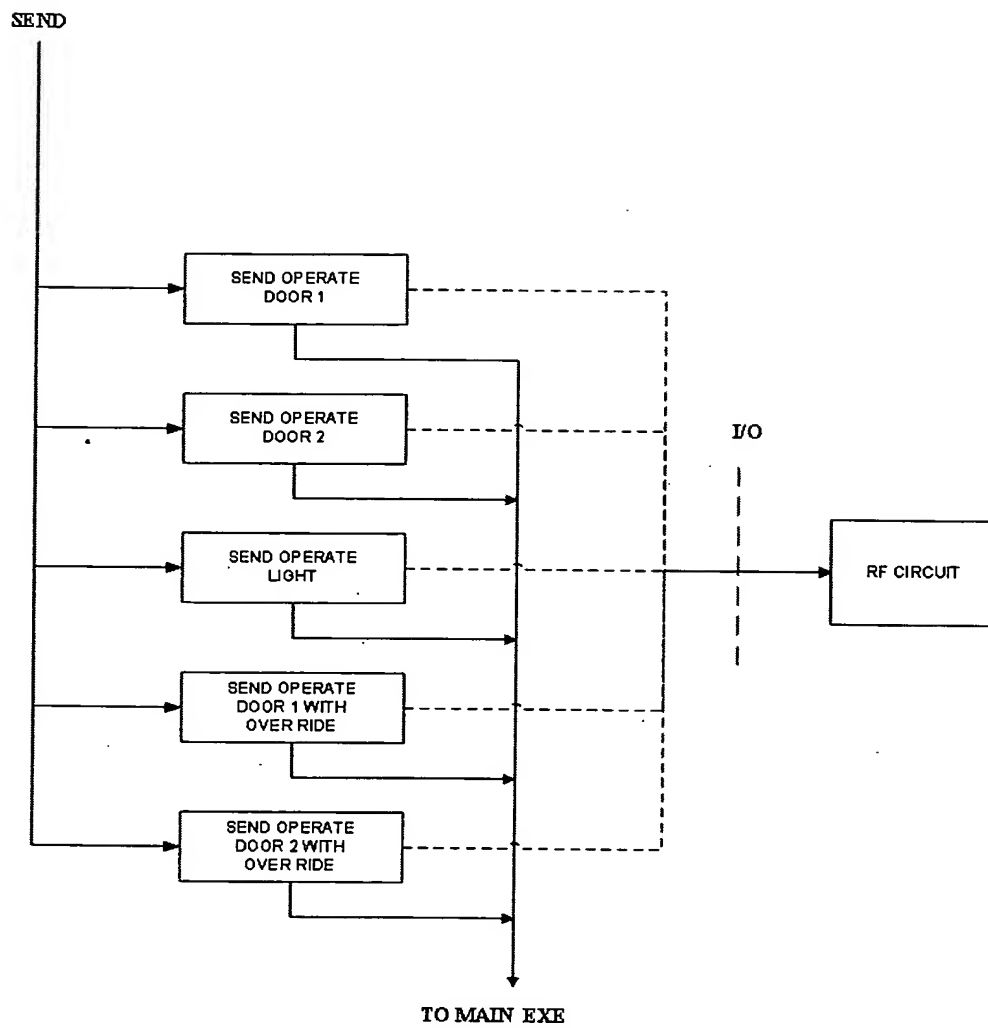 SEND
SEND OPERATE
DOOR 1
SEND OPERATE
DOOR 2
I/O
SEND OPERATE
LIGHT
RF CIRCUIT
SEND OPERATE
DOOR 1 WITH
OVER RIDE
SEND OPERATE
DOOR 2 WITH
OVER RIDE
TO MAIN EXE